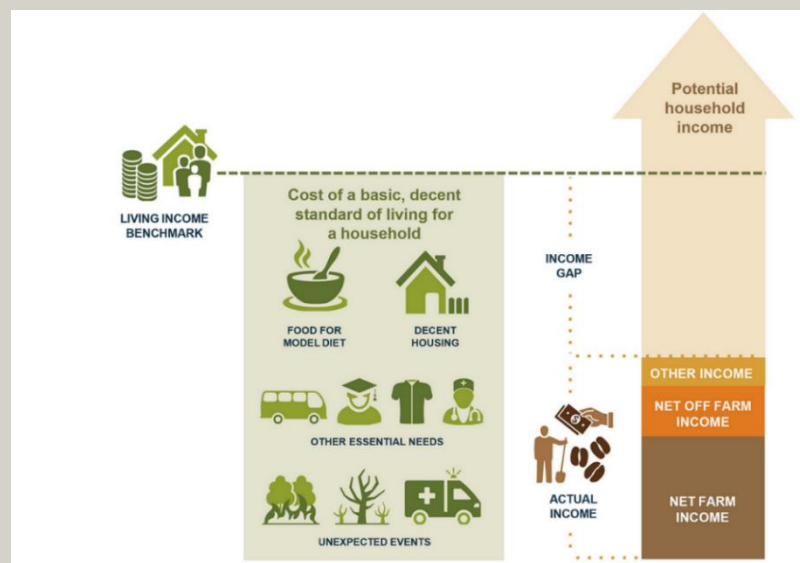 Potential
household
income
LIVING INCOME
BENCHMARK
Cost of a basic, decent
standard of living for
a household
FOOD FOR
MODEL DIET
DECENT
HOUSING
OTHER ESSENTIAL NEEDS
UNEXPECTED EVENTS
INCOME
GAP
ACTUAL
INCOME
OTHER INCOME
NET OFF FARM
INCOME
NET FARM
INCOME